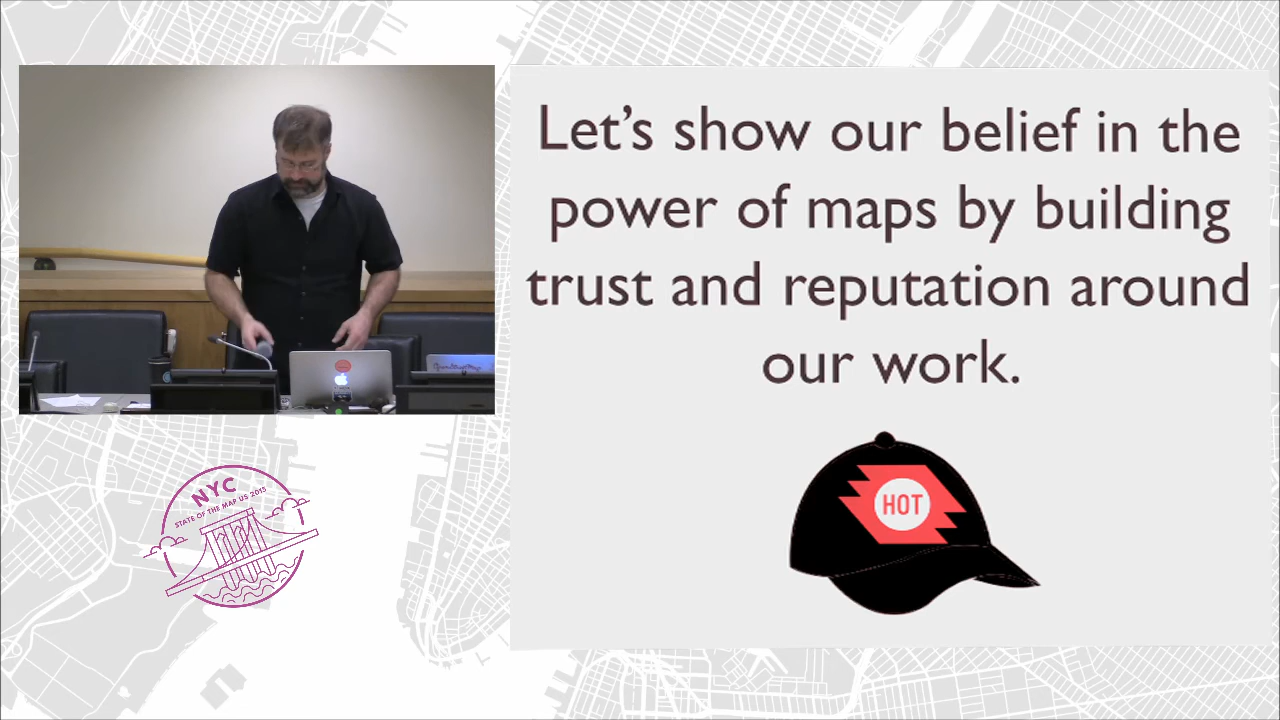 Let's show our belief in the
power of maps by building
trust and reputation around
our work.
HOT
NYC
STATE OF THE MAP US 2015
OpenStreetMap